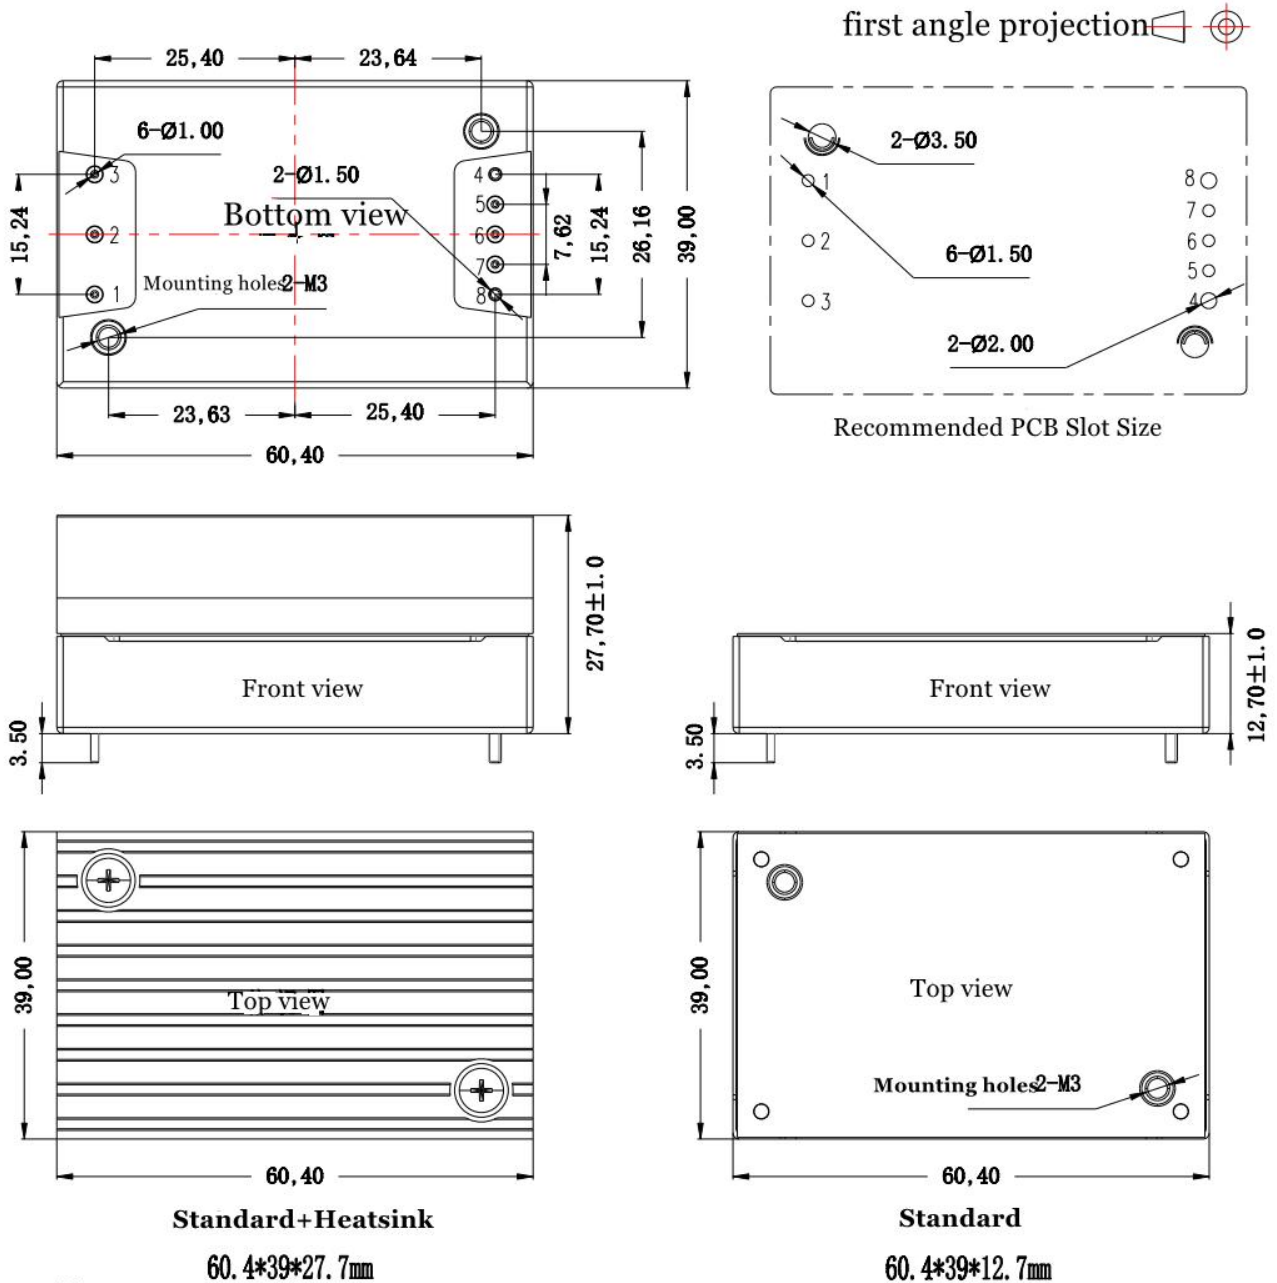 first angle projection
25,40
23,64
6-Ø1.00
2-Ø3.50
3
4
2-Ø1.50
1
8
5
7
Bottom view
15,24
2
6
7,62
15,24
26,16
39,00
2
6
6-Ø1.50
7
5
1
Mounting holes 2-M3
8
3
4
2-Ø2.00
23,63
25,40
Recommended PCB Slot Size
60,40
27,70±1.0
12,70±1.0
Front view
Front view
3.50
3.50
39,00
39,00
Top view
Top view
Mounting holes 2-M3
60,40
60,40
Standard+Heatsink
Standard
60.4*39*27.7mm
60.4*39*12.7mm